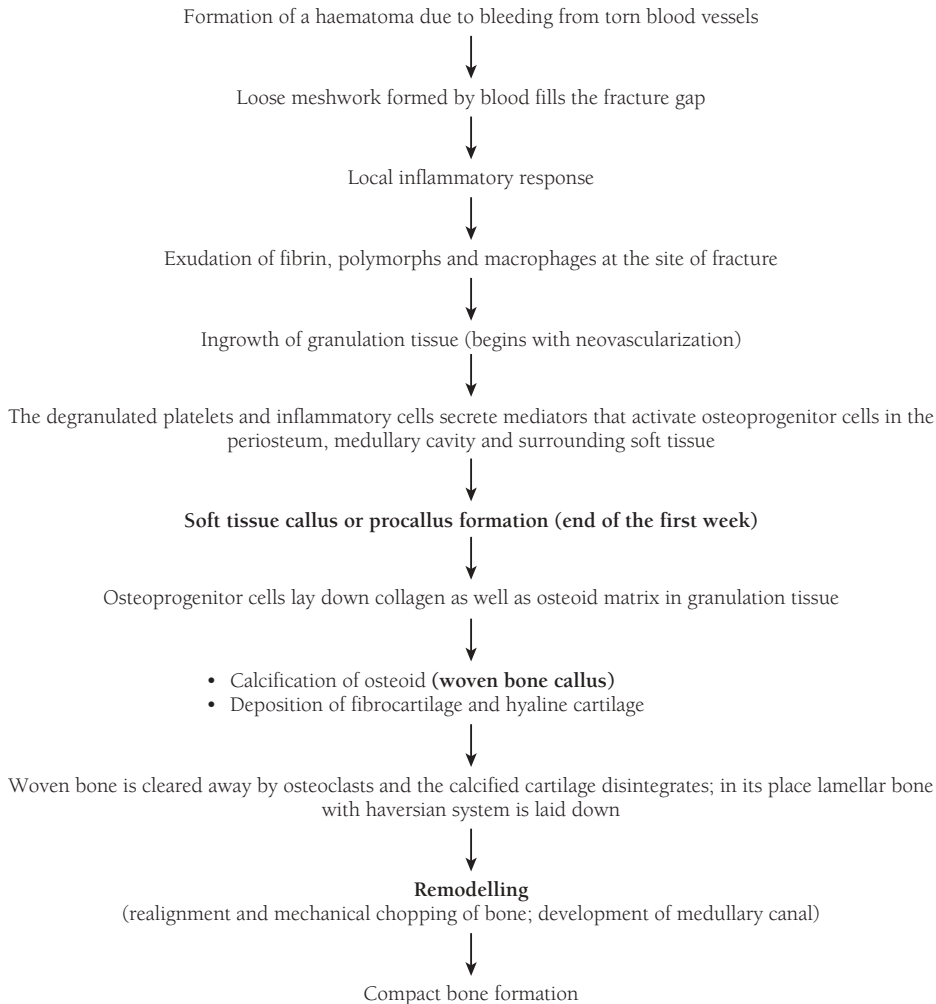 Formation of a haematoma due to bleeding from torn blood vessels
Loose meshwork formed by blood fills the fracture gap
Local inflammatory response
Exudation of fibrin, polymorphs and macrophages at the site of fracture
Ingrowth of granulation tissue (begins with neovascularization)
The degranulated platelets and inflammatory cells secrete mediators that activate osteoprogenitor cells in the
periosteum, medullary cavity and surrounding soft tissue
Soft tissue callus or procallus formation (end of the first week)
Osteoprogenitor cells lay down collagen as well as osteoid matrix in granulation tissue
• Calcification of osteoid (woven bone callus)
• Deposition of fibrocartilage and hyaline cartilage
Woven bone is cleared away by osteoclasts and the calcified cartilage disintegrates; in its place lamellar bone
with haversian system is laid down
Remodelling
(realignment and mechanical chopping of bone; development of medullary canal)
Compact bone formation